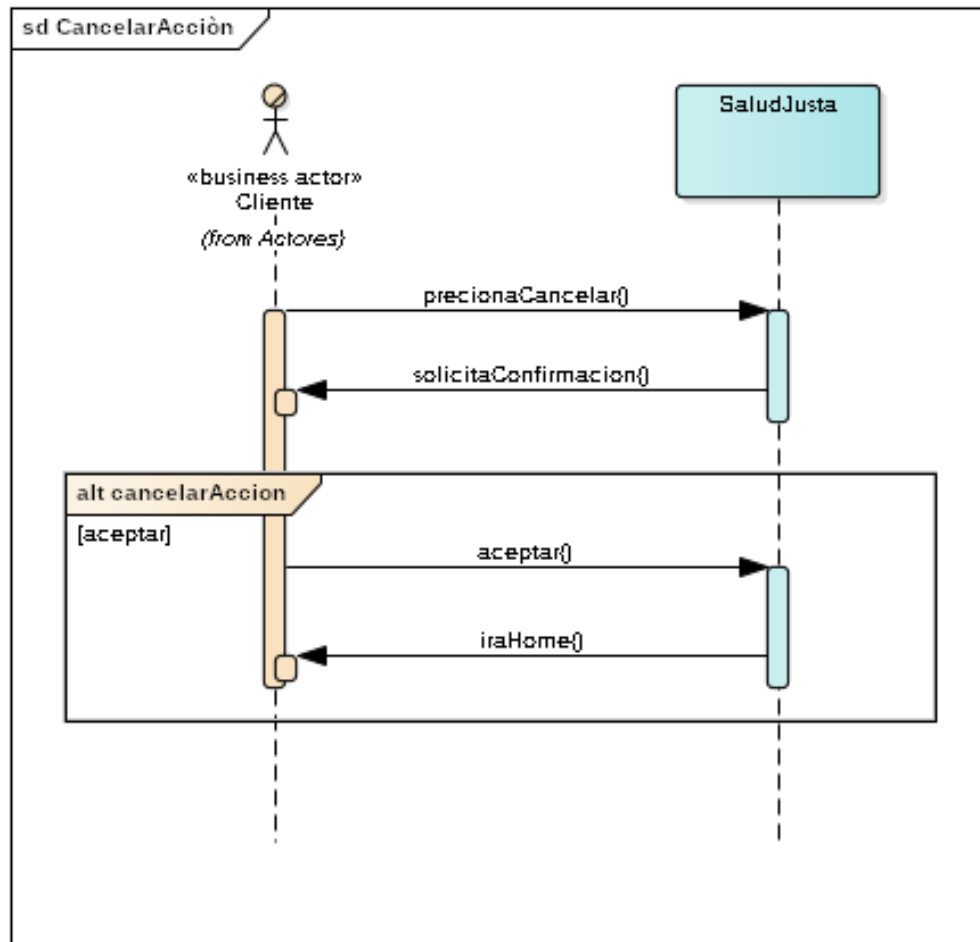 sd CancelarAcciòn
SaludJusta
«business actor»
Cliente
(from Actores)
precionaCancelar()
solicitaConfirmacion()
alt cancelarAccion
[aceptar]
aceptar()
iraHome()